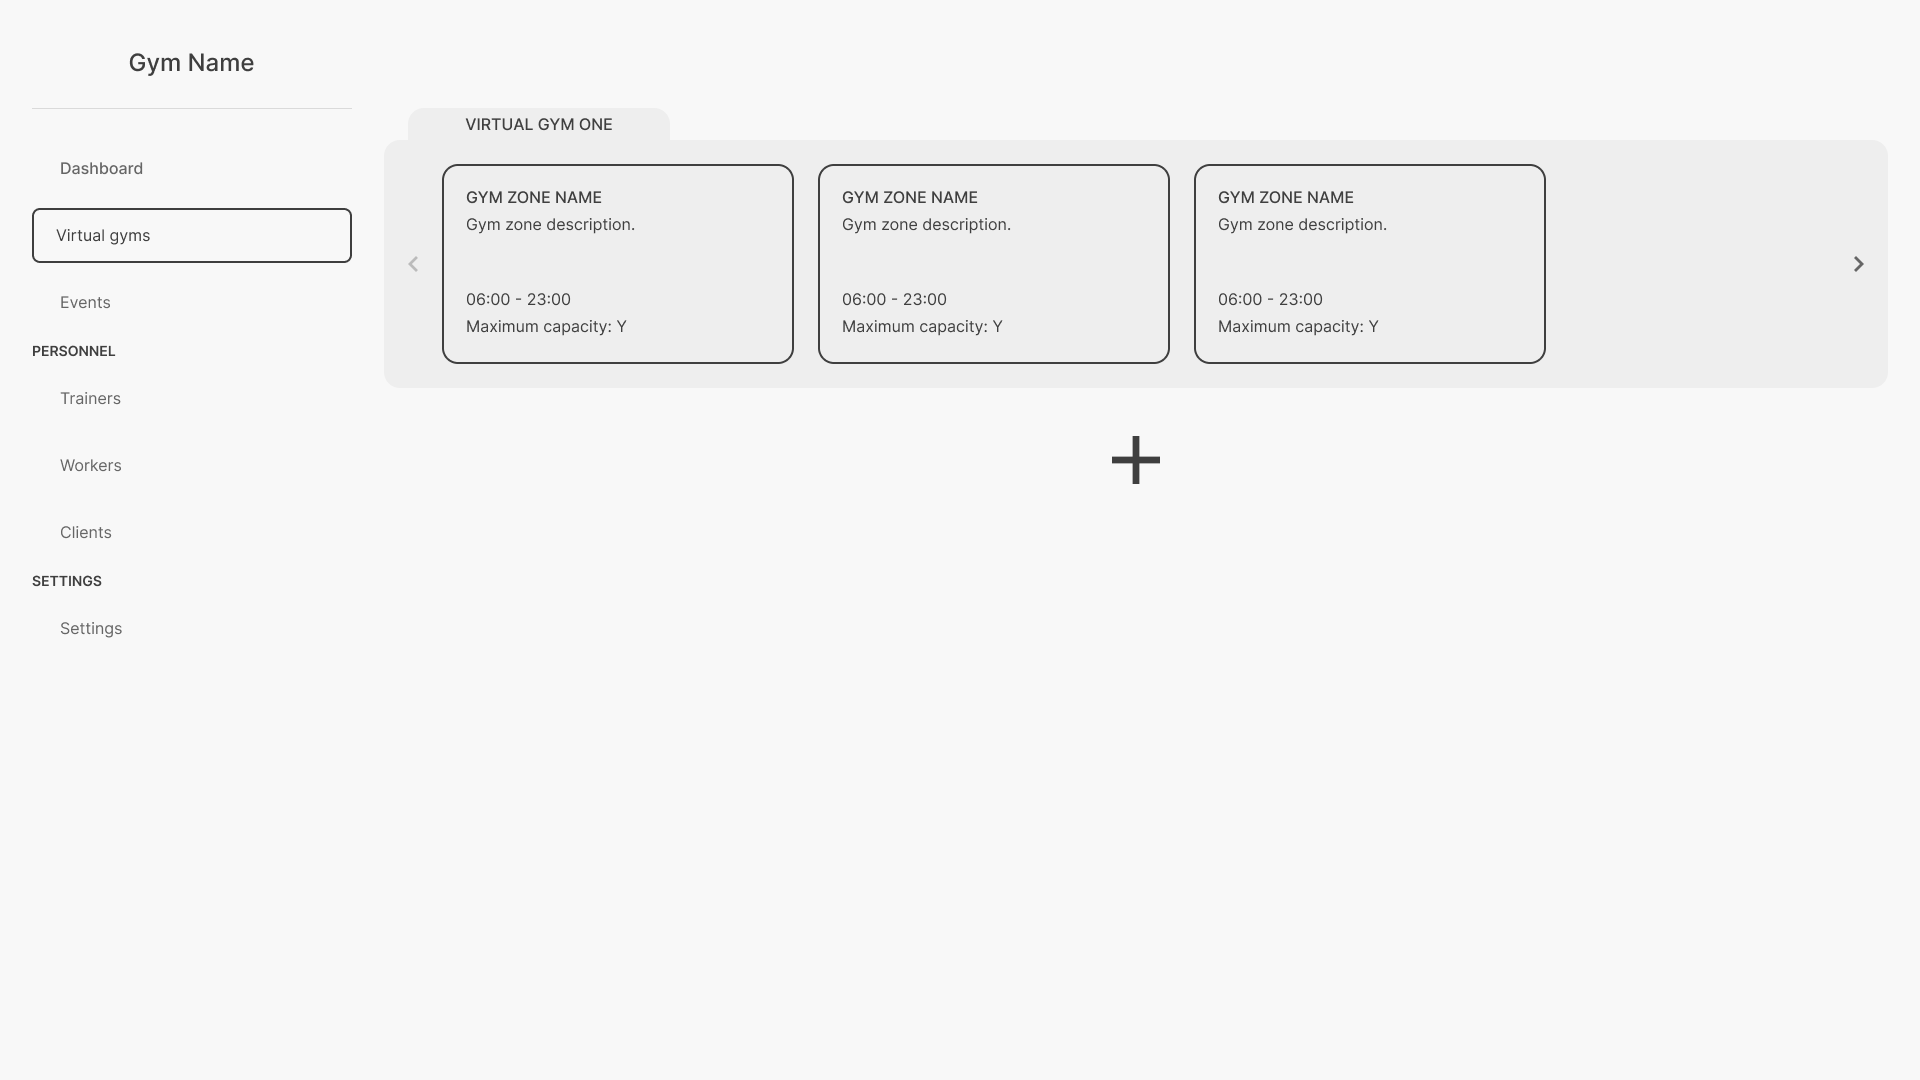 Gym Name
Dashboard
Virtual gyms
Events
PERSONNEL
Trainers
Workers
Clients
SETTINGS
Settings
VIRTUAL GYM ONE
GYM ZONE NAME
Gym zone description.
06:00 - 23:00
Maximum capacity: Y
GYM ZONE NAME
Gym zone description.
06:00 - 23:00
Maximum capacity: Y
GYM ZONE NAME
Gym zone description.
06:00 - 23:00
Maximum capacity: Y